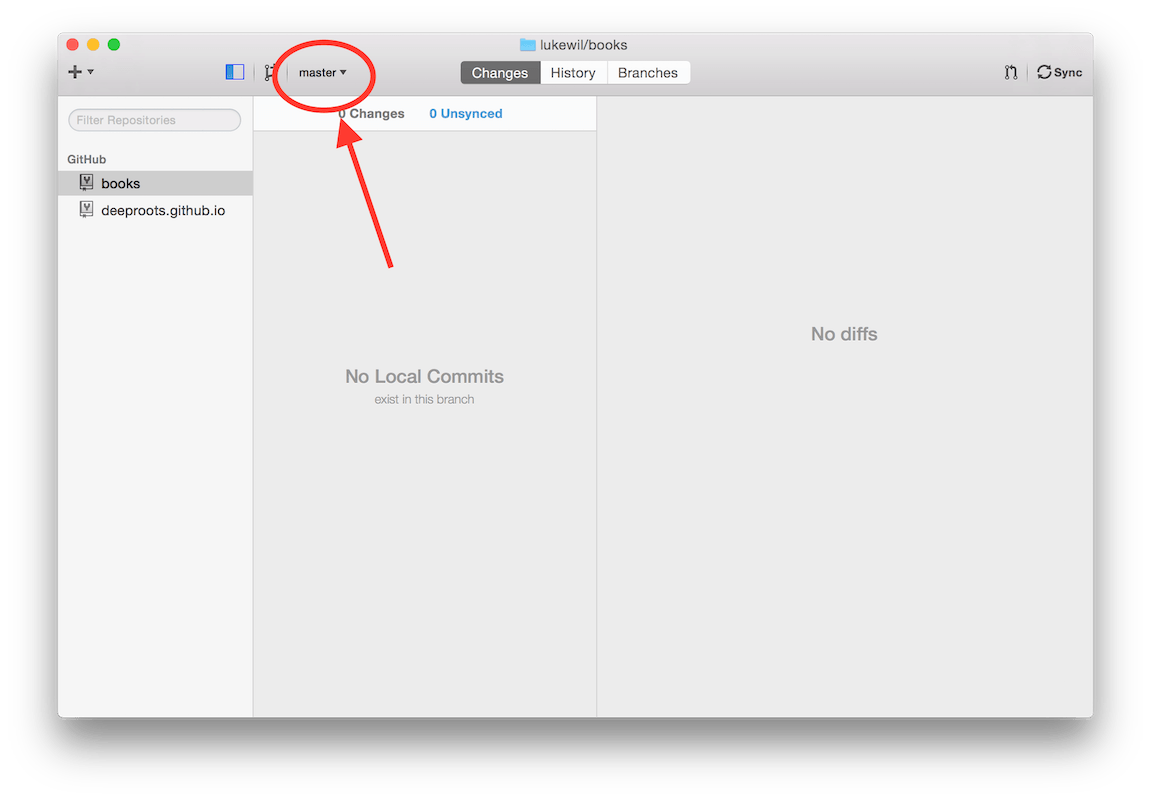 lukewil/books
master
Changes
History
Branches
Sync
Filter Repositories
0 Changes
0 Unsynced
GitHub
books
deeproots.github.io
No diffs
No Local Commits
exist in this branch